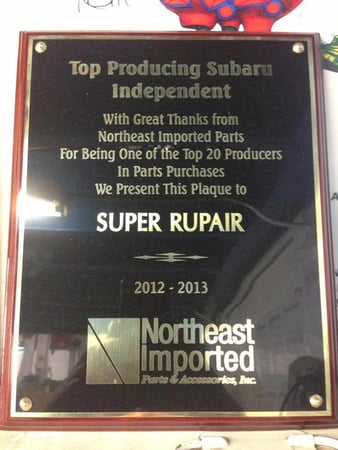 Top Producing Subaru
Independent
With Great Thanks from
Northeast Imported Parts
For Being One of the Top 20 Producers
In Parts Purchases
We Present This Plaque to
SUPER RUPAIR
2012 - 2013
Northeast
Imported
Parts & Accessories, Inc.